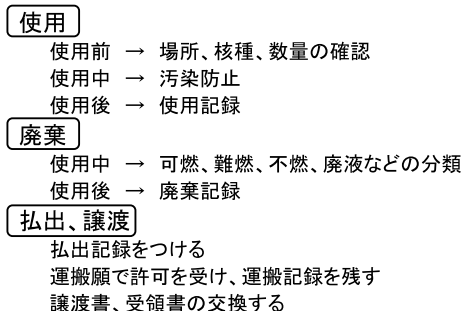 使用
使用前 → 場所、核種、数量の確認
使用中 → 汚染防止
使用後 → 使用記録
廃棄
使用中 → 可燃、難燃、不燃、廃液などの分類
使用後 → 廃棄記録
払出、譲渡
払出記録をつける
運搬願で許可を受け、運搬記録を残す
譲渡書、受領書の交換する